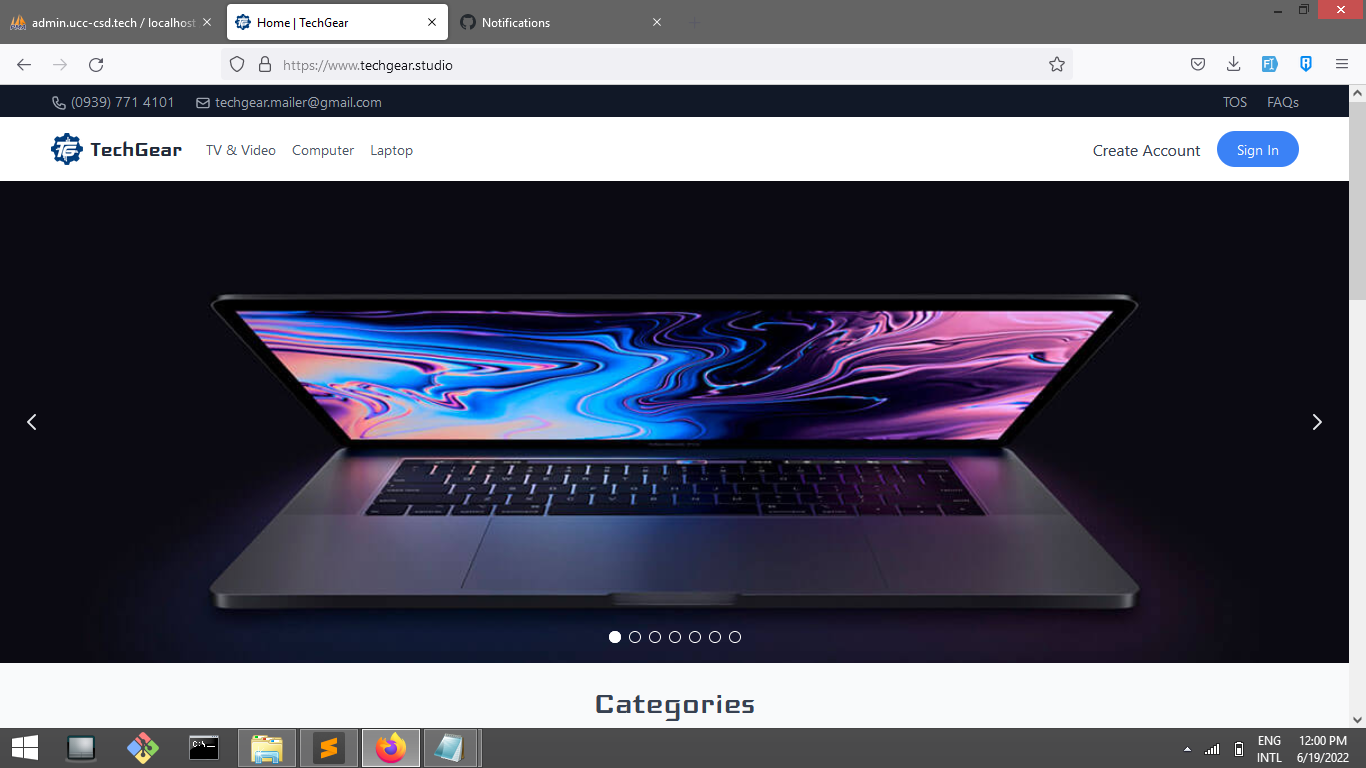 admin.ucc-csd.tech / localhost
Home | TechGear
Notifications
https://www.techgear.studio
(0939) 771 4101
techgear.mailer@gmail.com
TOS
FAQs
TechGear
TV & Video
Computer
Laptop
Create Account
Sign In
Categories
ENG
INTL
12:00 PM
6/19/2022